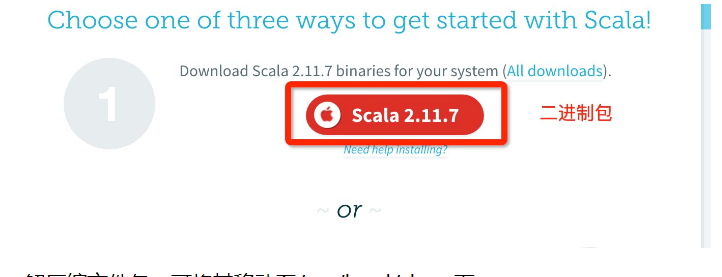 Choose one of three ways to get started with Scala!
1
Download Scala 2.11.7 binaries for your system (All downloads).
Scala 2.11.7 二进制包
Need help installing?
~ or ~